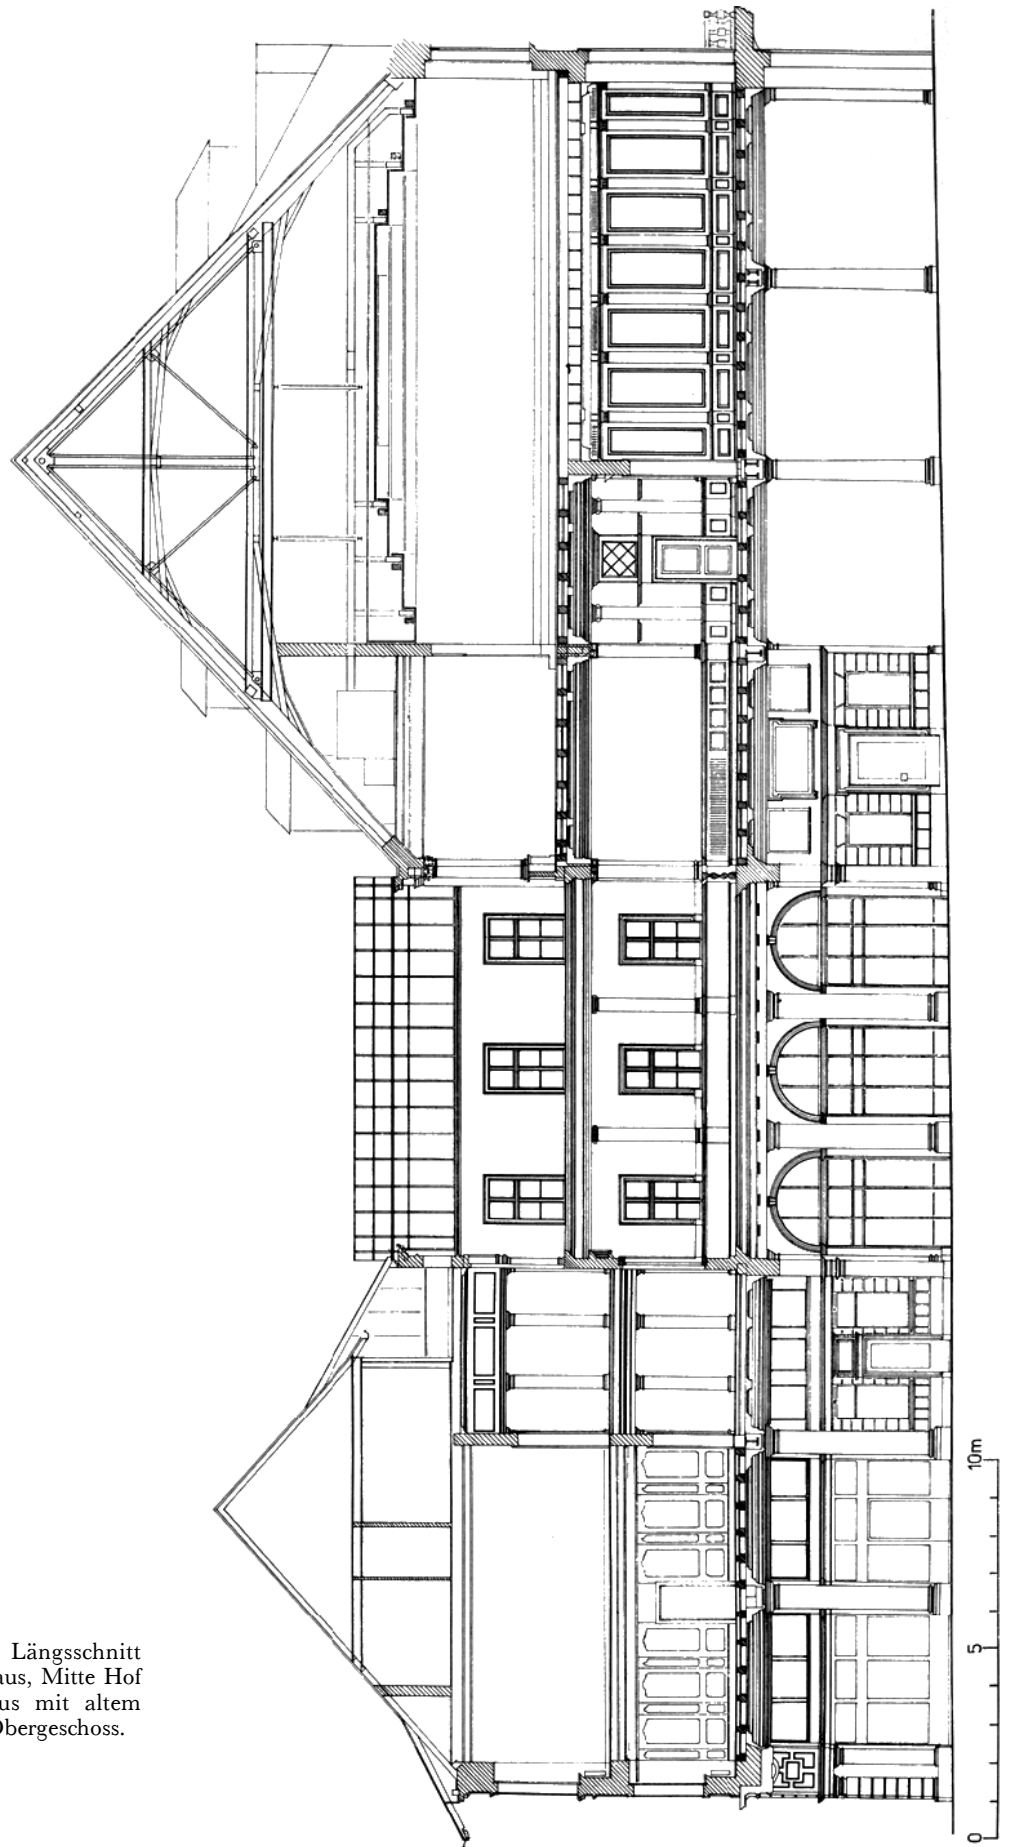 Längsschnitt
aus, Mitte Hof
us mit altem
Obergeschoss.
10m
5
0